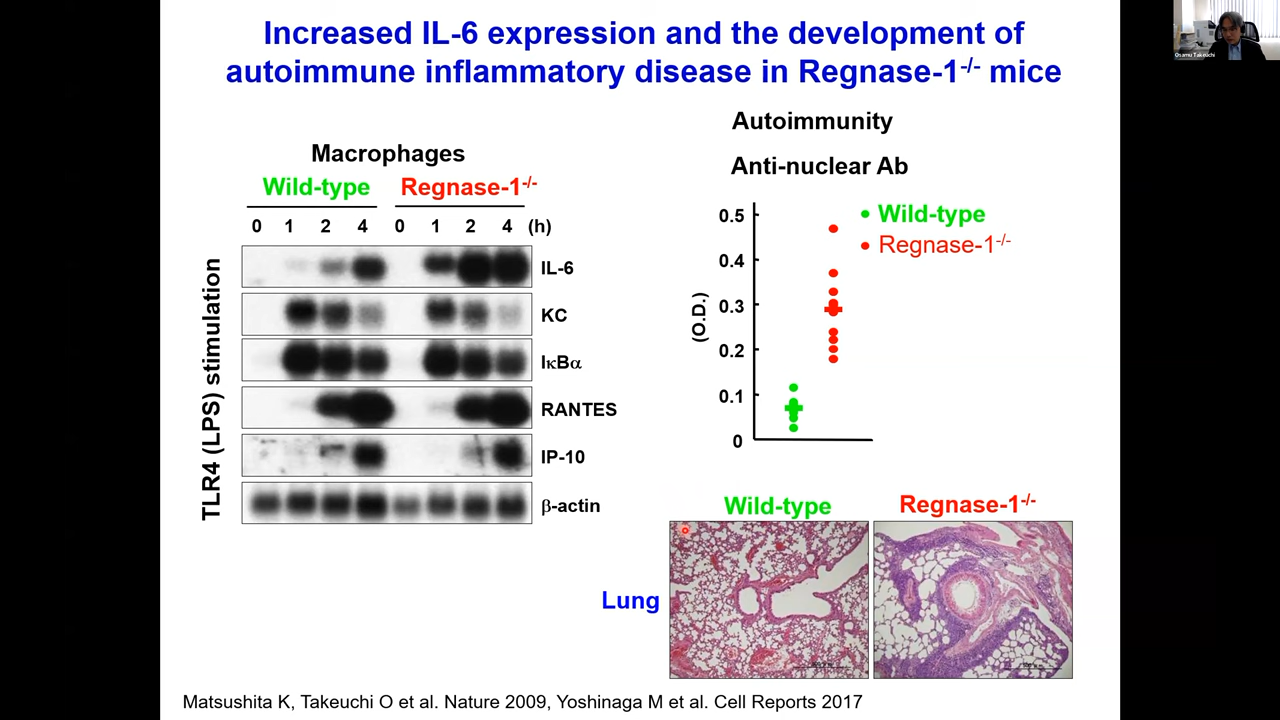 Increased IL-6 expression and the development of
autoimmune inflammatory disease in Regnase-1-/- mice
Osamu Takeuchi
Macrophages
Wild-type Regnase-1-/-
0 1 2 4 0 1 2 4 (h)
TLR4 (LPS) stimulation
IL-6
KC
IκBα
RANTES
IP-10
β-actin
Autoimmunity
Anti-nuclear Ab
Wild-type
Regnase-1-/-
(O.D.)
0.5
0.4
0.3
0.2
0.1
0
Wild-type Regnase-1-/-
Lung
Matsushita K, Takeuchi O et al. Nature 2009, Yoshinaga M et al. Cell Reports 2017